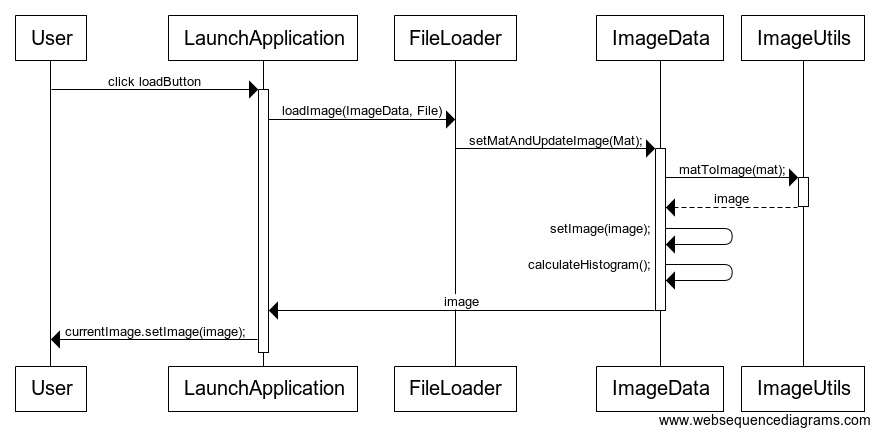 User LaunchApplication FileLoader ImageData ImageUtils
click loadButton
loadImage(ImageData, File)
setMatAndUpdateImage(Mat);
matToImage(mat);
image
setImage(image);
calculateHistogram();
image
currentImage.setImage(image);
User LaunchApplication FileLoader ImageData ImageUtils
www.websequencediagrams.com